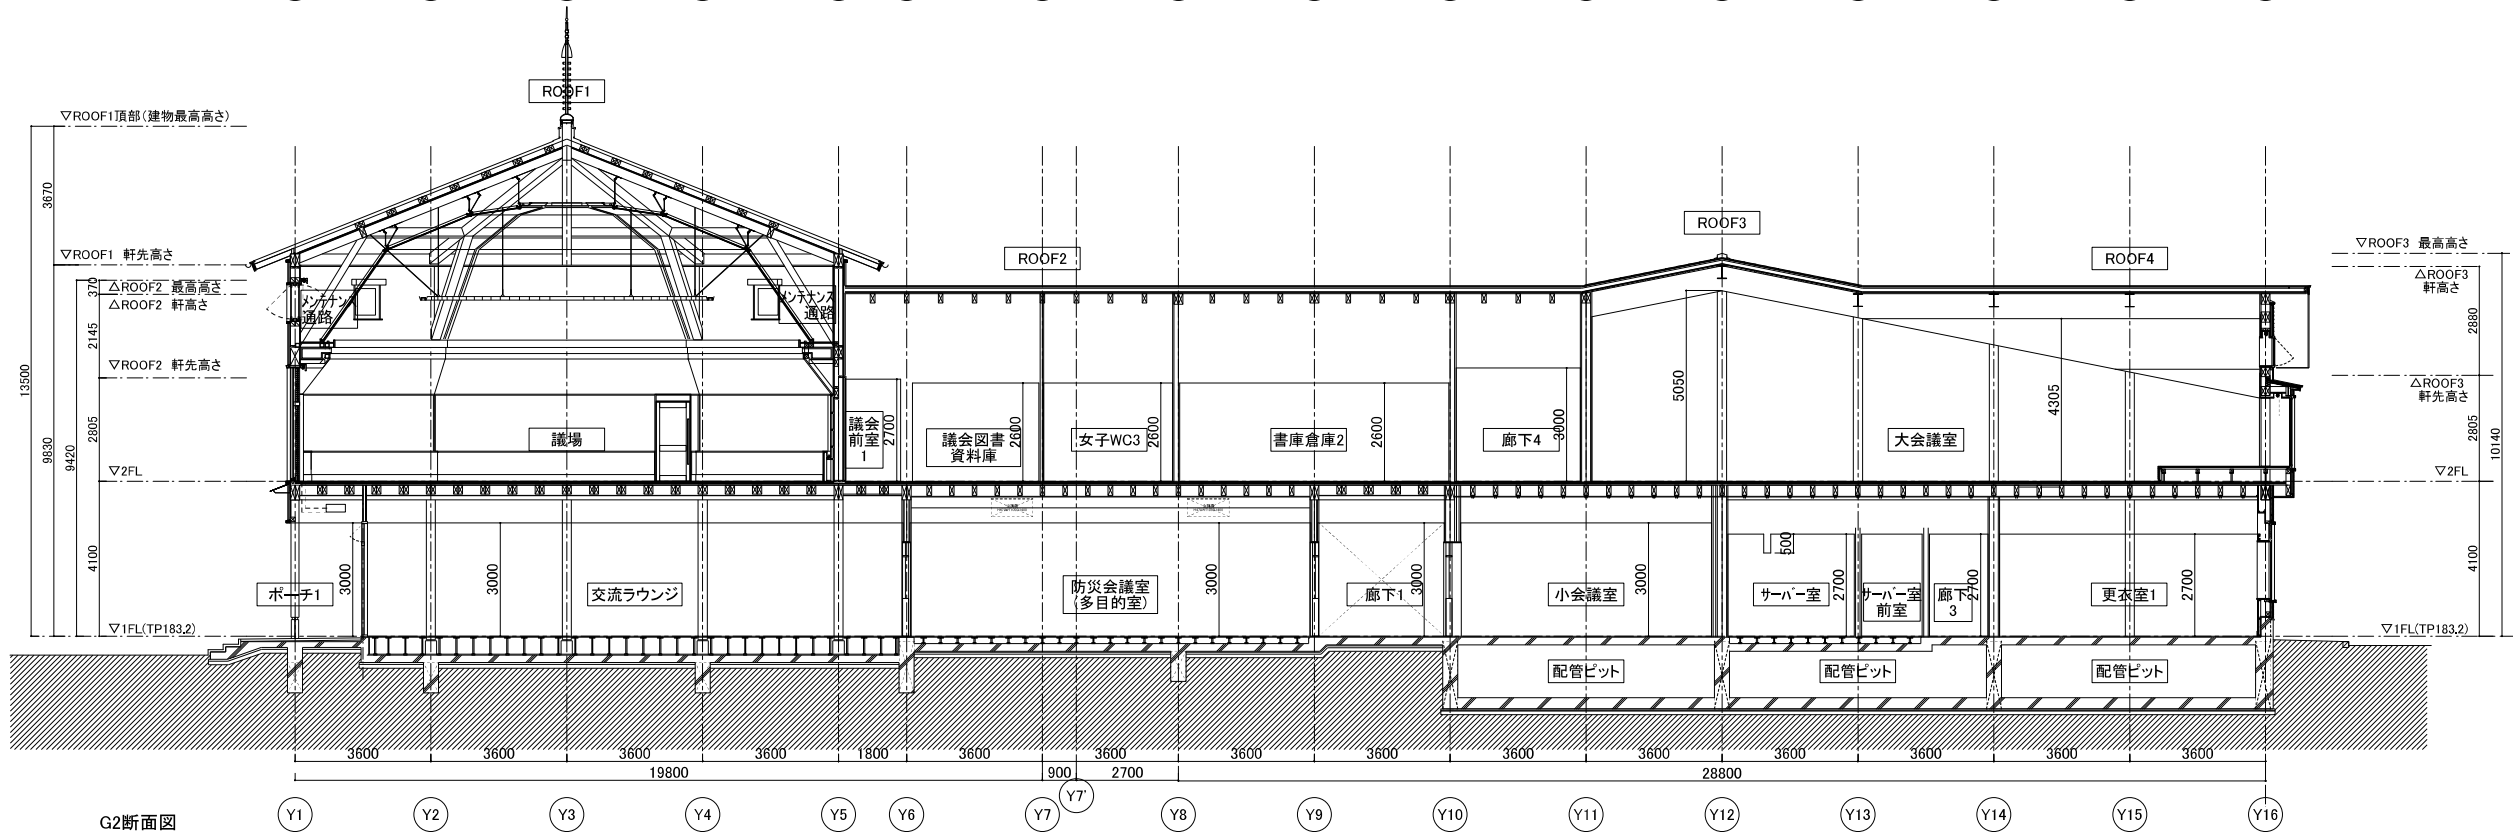 ROOF1
▽ROOF1頂部(建物最高高さ)
3670
13500
▽ROOF1 軒先高さ
370
△ROOF2 最高高さ
△ROOF2 軒高さ
2145
▽ROOF2 軒先高さ
9830
9420
2805
▽2FL
4100
▽1FL(TP183.2)
メンテナンス
通路
メンテナンス
通路
ROOF2
ROOF3
ROOF4
▽ROOF3 最高高さ
△ROOF3
軒高さ
2880
△ROOF3
軒先高さ
2805
10140
▽2FL
4100
▽1FL(TP183.2)
議場
議会
前室
1
2700
議会図書
資料庫
2600
女子WC3
2600
書庫倉庫2
2600
廊下4
3000
5050
4305
大会議室
ポーチ1
3000
3000
交流ラウンジ
防災会議室
(多目的室)
3000
廊下1
3000
小会議室
3000
500
サーバー室
2700
サーバー室
前室
廊下
3
2700
更衣室1
2700
配管ピット
配管ピット
配管ピット
3600 3600 3600 3600 1800 3600 3600 3600 3600 3600 3600 3600 3600 3600 3600
19800 900 2700 28800
Y1 Y2 Y3 Y4 Y5 Y6 Y7 Y7' Y8 Y9 Y10 Y11 Y12 Y13 Y14 Y15 Y16
G2断面図